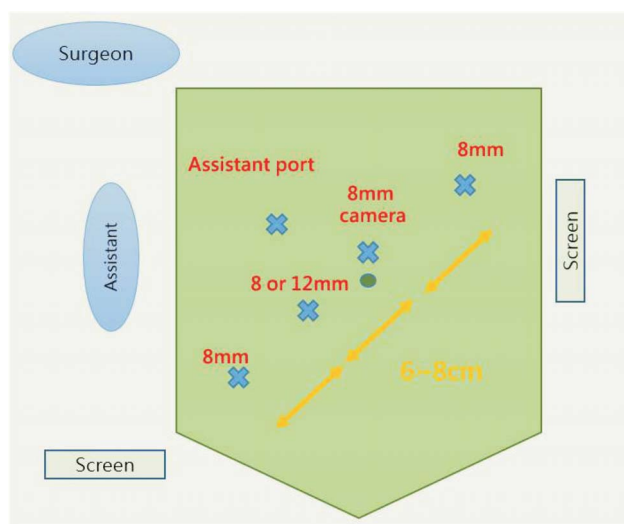 Surgeon
8mm
Assistant port
8mm
camera
Assistant
Screen
8 or 12mm
8mm
6~8cm
Screen